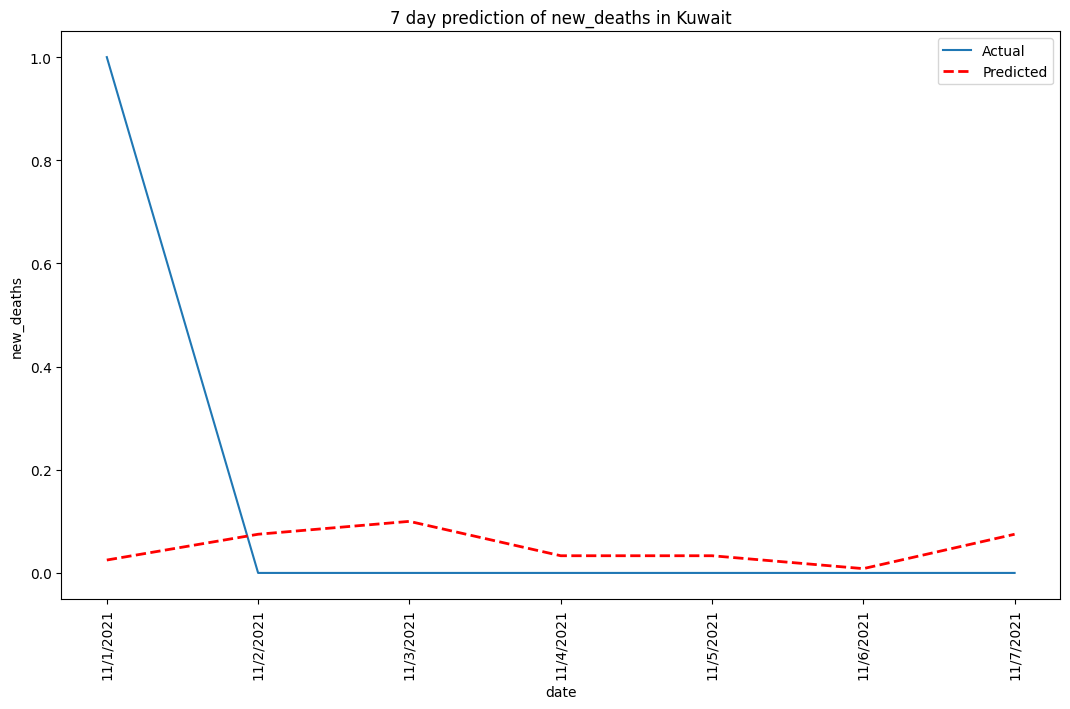 7 day prediction of new_deaths in Kuwait
Actual
Predicted
1.0
0.8
0.6
0.4
0.2
0.0
new_deaths
11/1/2021
11/2/2021
11/3/2021
11/4/2021
11/5/2021
11/6/2021
11/7/2021
date